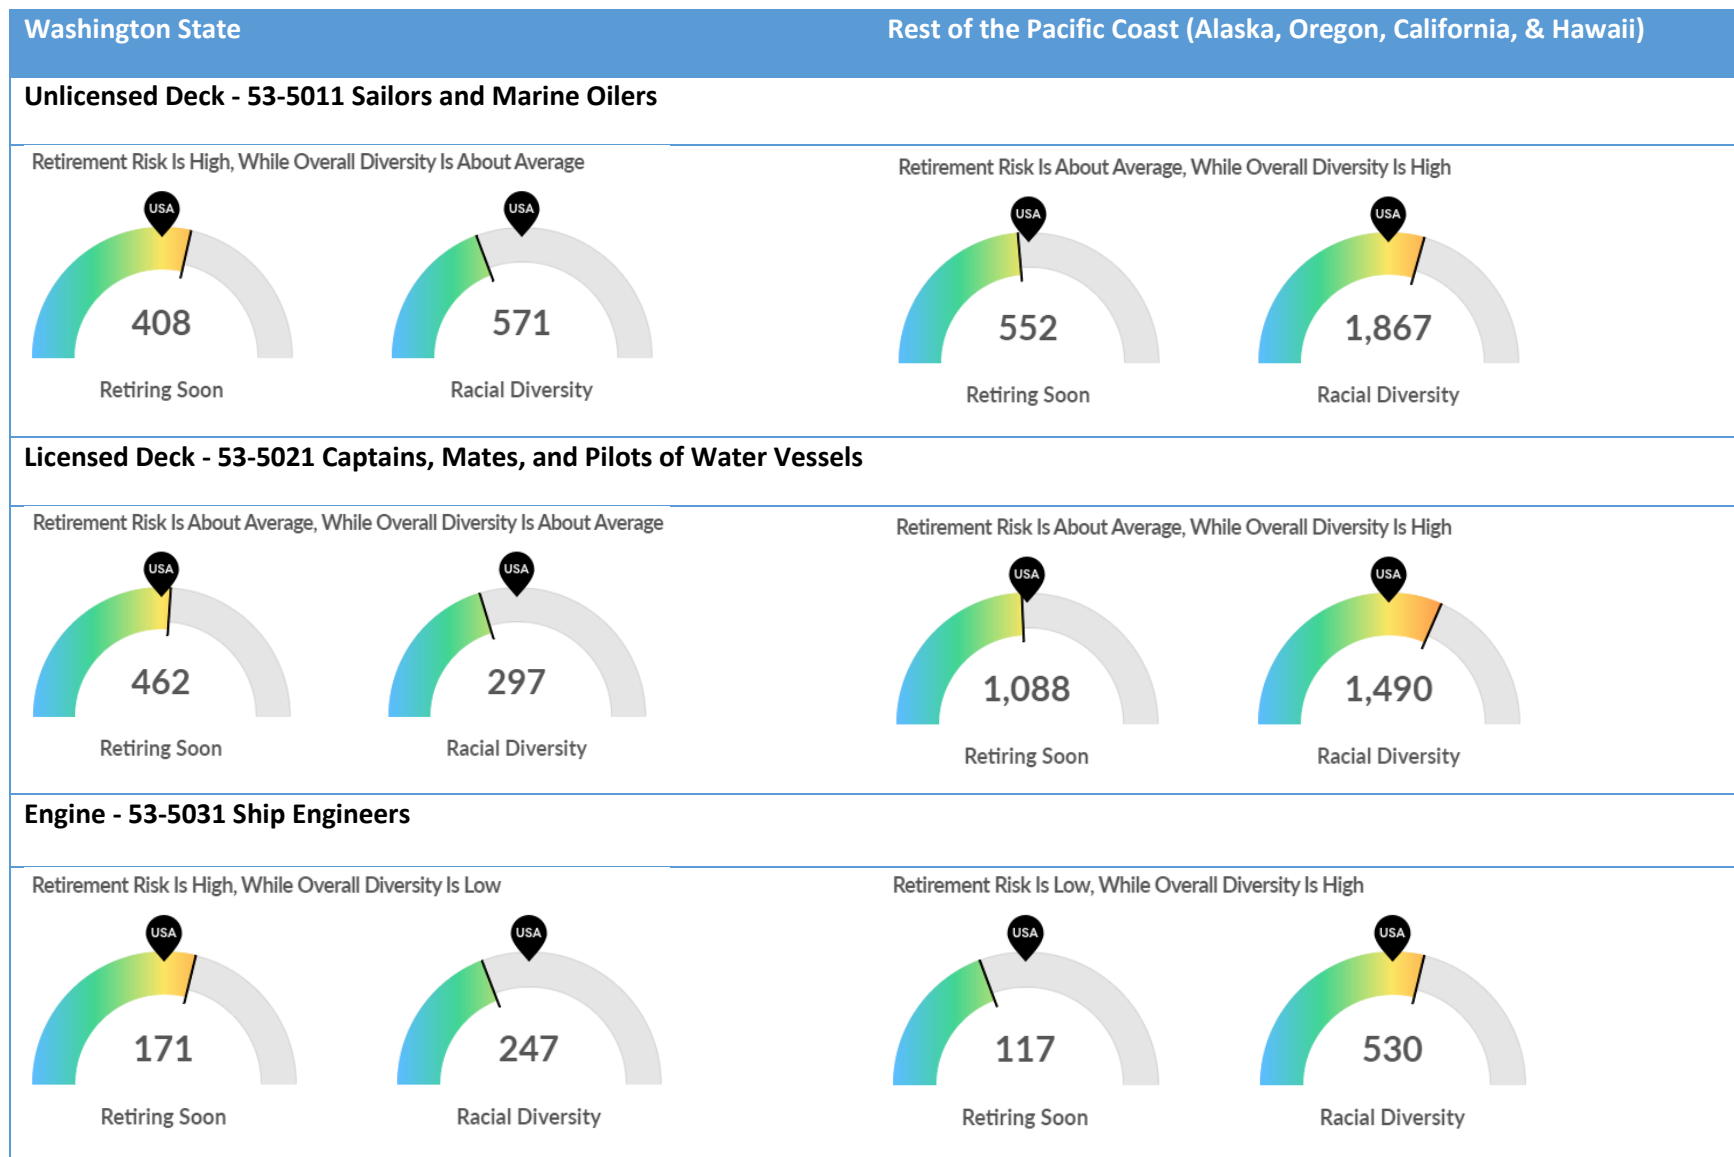 Washington State
Rest of the Pacific Coast (Alaska, Oregon, California, & Hawaii)
Unlicensed Deck - 53-5011 Sailors and Marine Oilers
Retirement Risk Is High, While Overall Diversity Is About Average
USA
408
Retiring Soon
USA
571
Racial Diversity
Retirement Risk Is About Average, While Overall Diversity Is High
USA
552
Retiring Soon
USA
1,867
Racial Diversity
Licensed Deck - 53-5021 Captains, Mates, and Pilots of Water Vessels
Retirement Risk Is About Average, While Overall Diversity Is About Average
USA
462
Retiring Soon
USA
297
Racial Diversity
Retirement Risk Is About Average, While Overall Diversity Is High
USA
1,088
Retiring Soon
USA
1,490
Racial Diversity
Engine - 53-5031 Ship Engineers
Retirement Risk Is High, While Overall Diversity Is Low
USA
171
Retiring Soon
USA
247
Racial Diversity
Retirement Risk Is Low, While Overall Diversity Is High
USA
117
Retiring Soon
USA
530
Racial Diversity